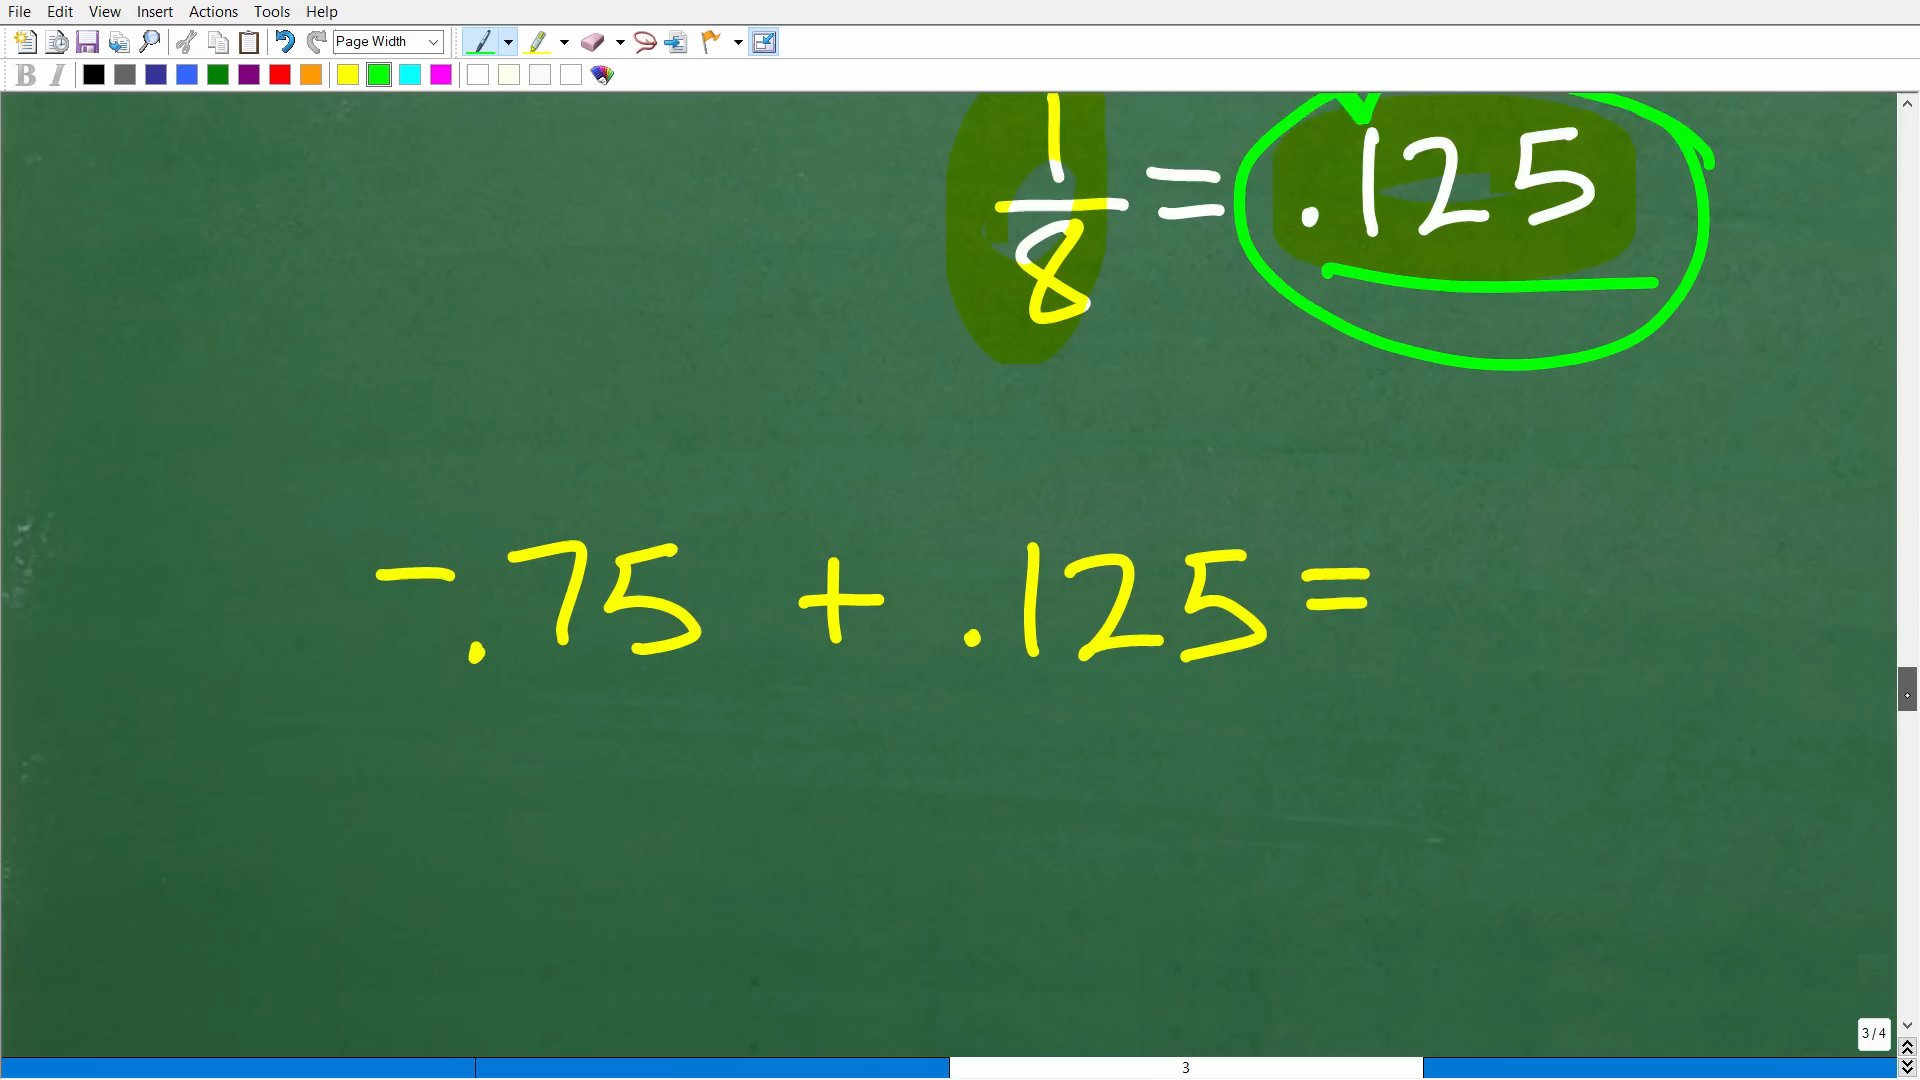 File Edit View Insert Actions Tools Help
Page Width
B I
1/8 = .125
-.75 + .125 =
3 / 4
3